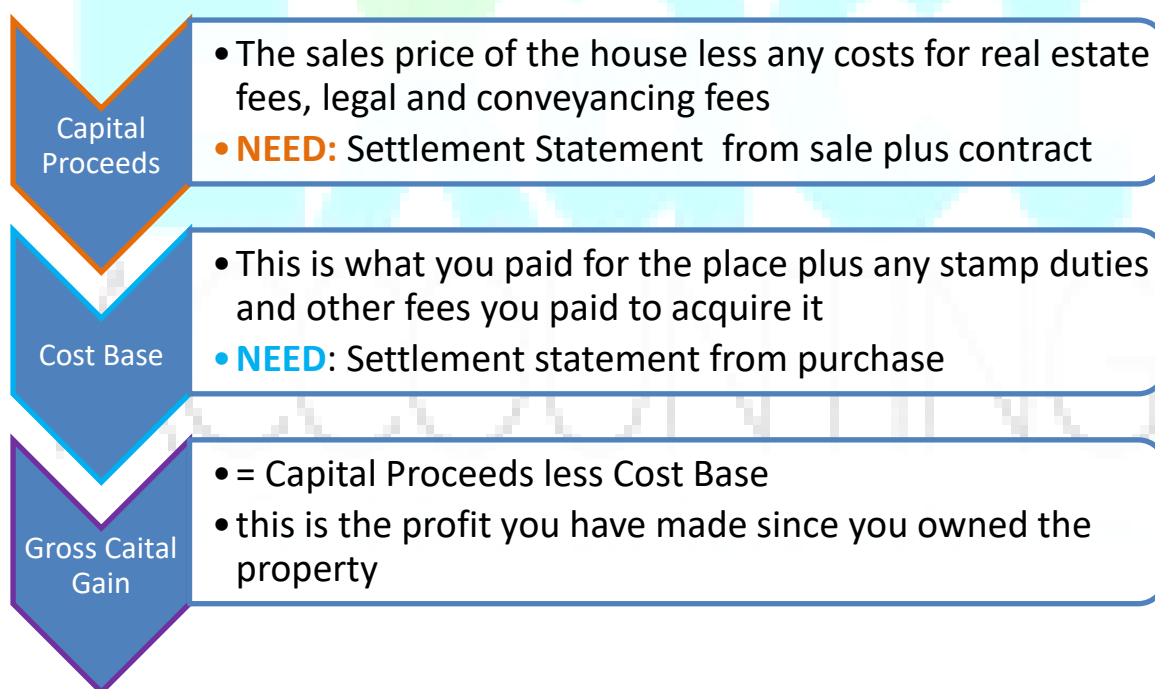 Capital
Proceeds
• The sales price of the house less any costs for real estate
fees, legal and conveyancing fees
• NEED: Settlement Statement from sale plus contract
Cost Base
• This is what you paid for the place plus any stamp duties
and other fees you paid to acquire it
• NEED: Settlement statement from purchase
Gross Caital
Gain
• = Capital Proceeds less Cost Base
• this is the profit you have made since you owned the
property